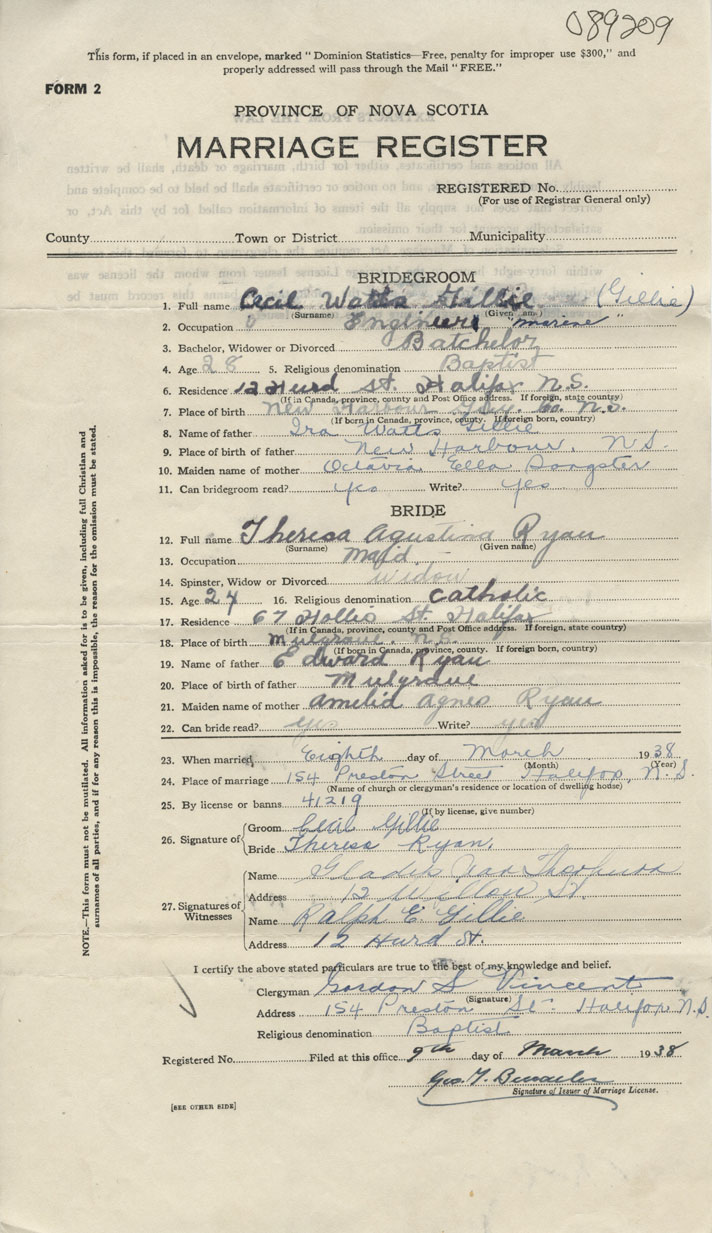 089209
This form, if placed in an envelope, marked "Dominion Statistics—Free, penalty for improper use $300," and
properly addressed will pass through the Mail "FREE."
FORM 2
PROVINCE OF NOVA SCOTIA
MARRIAGE REGISTER
REGISTERED No.
(For use of Registrar General only)
County Town or District Municipality
BRIDEGROOM
1. Full name Cecil Watts Gillie (Gillie)
(Surname) (Given name)
2. Occupation Engineer "marine"
3. Bachelor, Widower or Divorced Batchelor
4. Age 28 5. Religious denomination Baptist
6. Residence 12 Hurd St. Halifax N.S.
(If in Canada, province, county and Post Office address. If foreign, state country)
7. Place of birth New Harbour Guy. Co. N.S.
(If born in Canada, province, county. If foreign born, country)
8. Name of father Ira Watts Gillie
9. Place of birth of father New Harbour, N S.
10. Maiden name of mother Octavia Ella Sangster
11. Can bridegroom read? Yes Write? Yes
BRIDE
12. Full name Theresa Agustina Ryan
(Surname) (Given name)
13. Occupation Maid.
14. Spinster, Widow or Divorced Widow
15. Age 24 16. Religious denomination Catholic
17. Residence 67 Hollis St Halifax
(If in Canada, province, county and Post Office address. If foreign, state country)
18. Place of birth Mulgrave. N.S.
(If born in Canada, province, county. If foreign born, country)
19. Name of father Edward Ryan
20. Place of birth of father Mulgrave
21. Maiden name of mother Amelia Agnes Ryan
22. Can bride read? yes Write? yes
23. When married, Eighth day of March 1938
(Month) (Year)
24. Place of marriage 154 Preston Street Halifax, N.S.
(Name of church or clergyman's residence or location of dwelling house)
25. By license or banns 41219
(If by license, give number)
26. Signature of Groom Cecil Gillie
Bride Theresa Ryan.
27. Signatures of Witnesses
Name Gladis
Address 12 Willow St.
Name Ralph E. Gillie
Address 12 Hurd St.
I certify the above stated particulars are true to the best of my knowledge and belief.
Clergyman Gordon S Vincent
(Signature)
Address 154 Preston St. Halifax, N.S.
Religious denomination Baptist
Registered No. Filed at this office 9th day of March 1938
Geo. T.
Signature of Issuer of Marriage License.
[SEE OTHER SIDE]
NOTE.—This form must not be mutilated. All information asked for is to be given, including full Christian and
surnames of all parties, and if for any reason this is impossible, the reason for the omission must be stated.